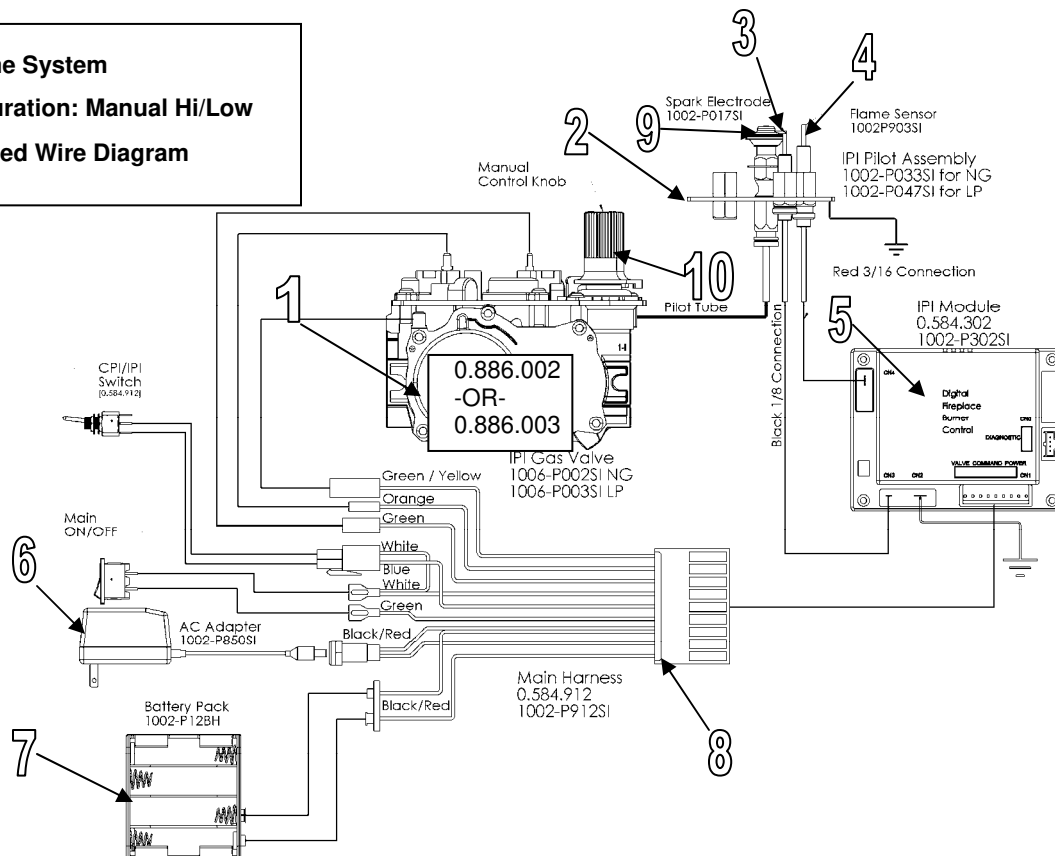 ne System
uration: Manual Hi/Low
ed Wire Diagram
3
4
Spark Electrode
1002-P017SI
9
2
Flame Sensor
1002P903SI
IPI Pilot Assembly
1002-P033SI for NG
1002-P047SI for LP
Manual
Control Knob
10
Red 3/16 Connection
Pilot Tube
Black 1/8 Connection
IPI Module
0.584.302
1002-P302SI
5
1
1-I
0.886.002
-OR-
0.886.003
IPI Gas Valve
1006-P002SI NG
1006-P003SI LP
CN4
Digital
Fireplace
Burner
Control
DIAGNOSTIC
VALVE COMMAND POWER
CN3
CN2
CN1
CPI/IPI
Switch
[0.584.912]
Green / Yellow
Orange
Green
White
Blue
White
Green
Main
ON/OFF
6
AC Adapter
1002-P850SI
Black/Red
Main Harness
0.584.912
1002-P912SI
8
Black/Red
Battery Pack
1002-P12BH
7